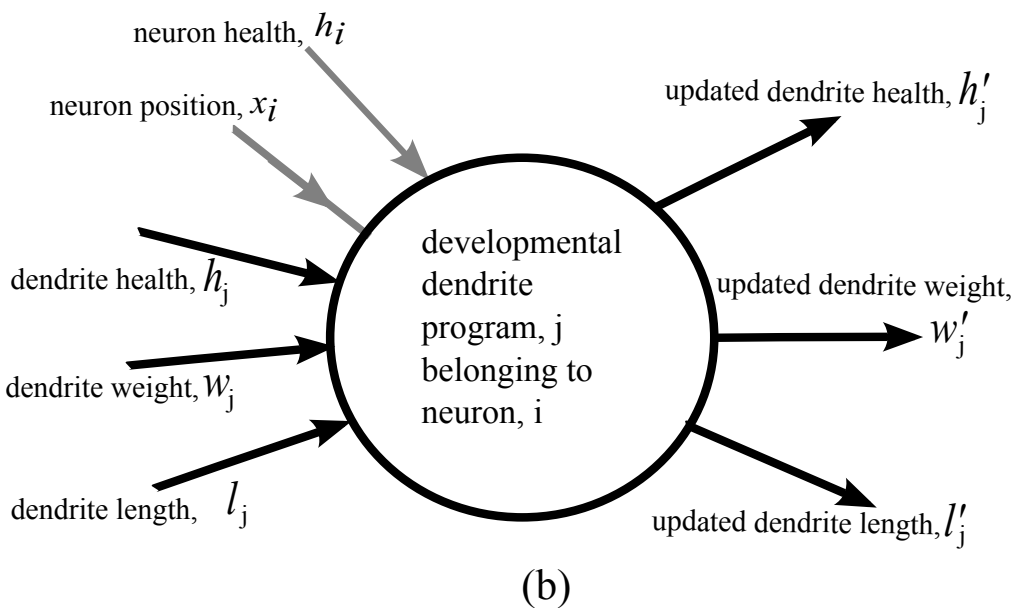 neuron health, hᵢ
neuron position, xᵢ
dendrite health, hⱼ
dendrite weight, wⱼ
dendrite length, lⱼ
developmental
dendrite
program, j
belonging to
neuron, i
updated dendrite health, h′ⱼ
updated dendrite weight,
w′ⱼ
updated dendrite length, l′ⱼ
(b)